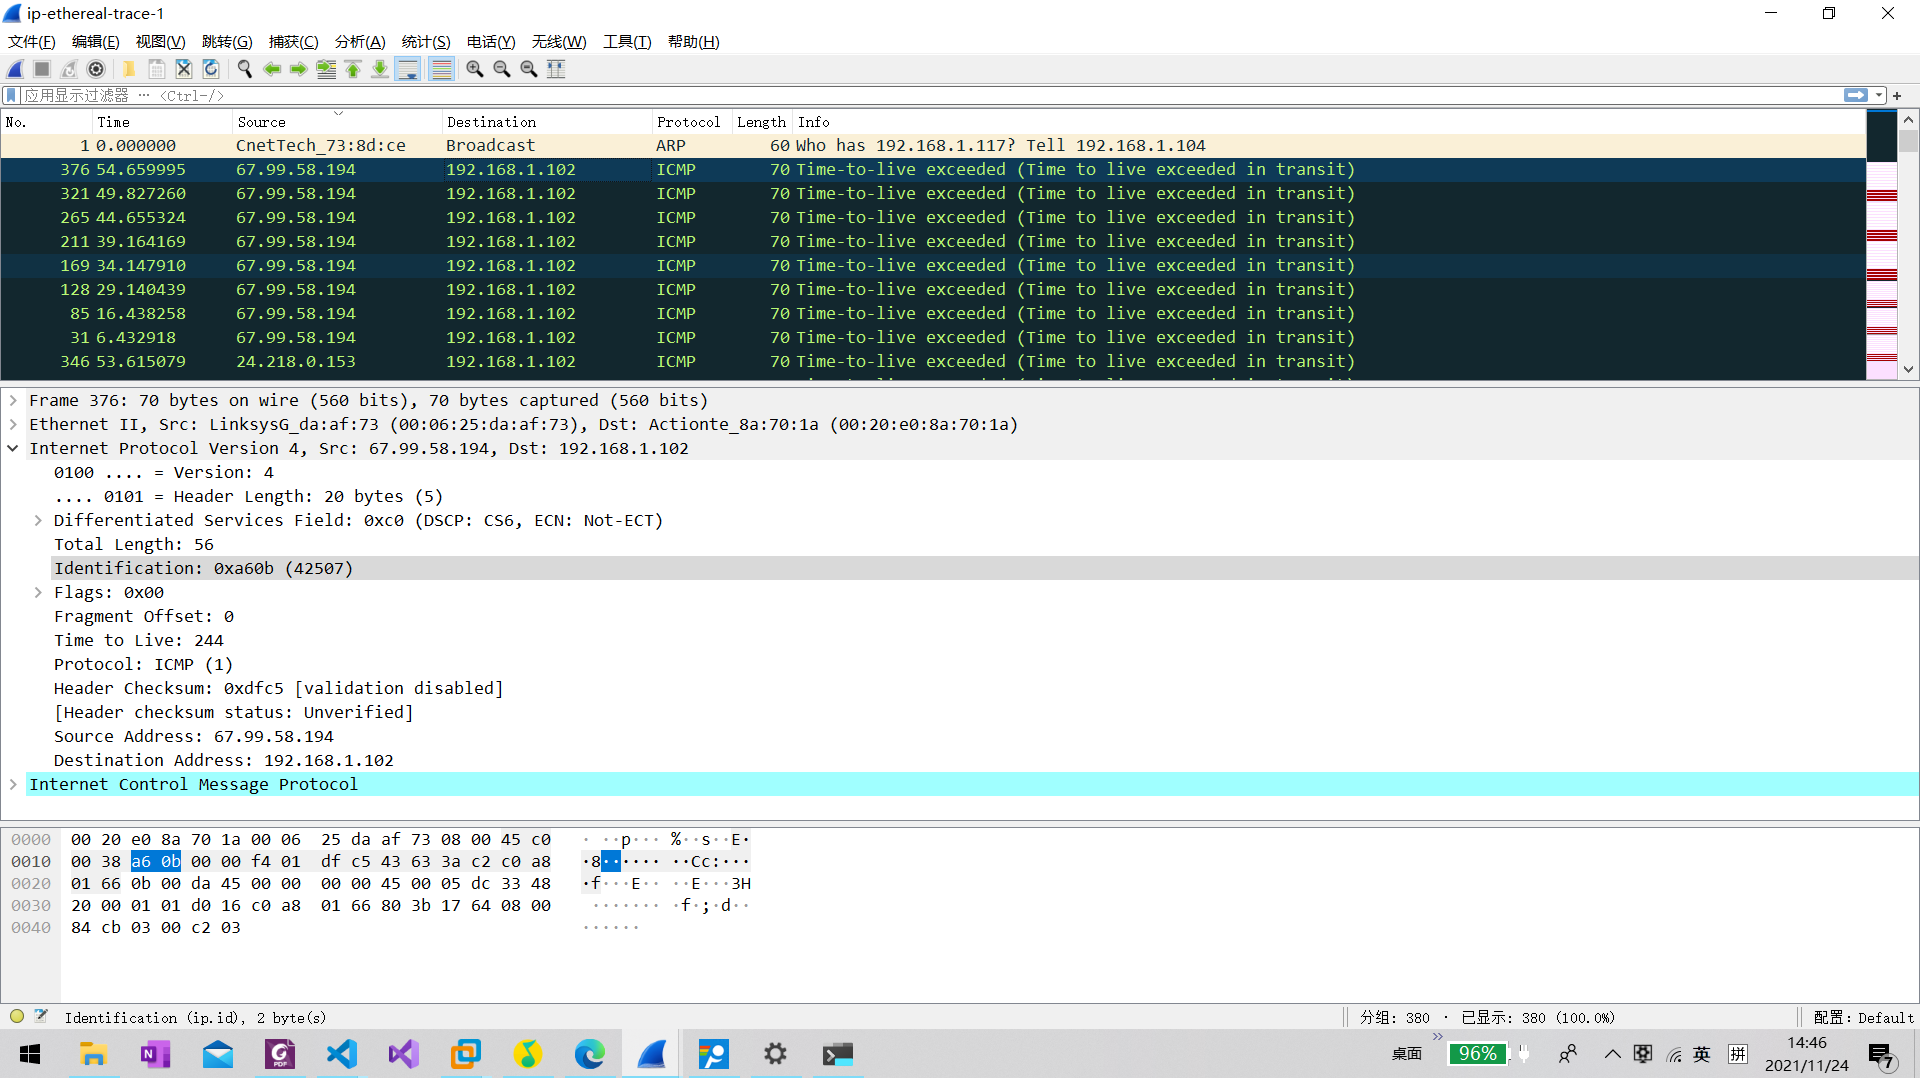 ip-ethereal-trace-1
文件(F) 编辑(E) 视图(V) 跳转(G) 捕获(C) 分析(A) 统计(S) 电话(Y) 无线(W) 工具(T) 帮助(H)
应用显示过滤器 … <Ctrl-/>
No. Time Source Destination Protocol Length Info
1 0.000000 CnetTech_73:8d:ce Broadcast ARP 60 Who has 192.168.1.117? Tell 192.168.1.104
376 54.659995 67.99.58.194 192.168.1.102 ICMP 70 Time-to-live exceeded (Time to live exceeded in transit)
321 49.827260 67.99.58.194 192.168.1.102 ICMP 70 Time-to-live exceeded (Time to live exceeded in transit)
265 44.655324 67.99.58.194 192.168.1.102 ICMP 70 Time-to-live exceeded (Time to live exceeded in transit)
211 39.164169 67.99.58.194 192.168.1.102 ICMP 70 Time-to-live exceeded (Time to live exceeded in transit)
169 34.147910 67.99.58.194 192.168.1.102 ICMP 70 Time-to-live exceeded (Time to live exceeded in transit)
128 29.140439 67.99.58.194 192.168.1.102 ICMP 70 Time-to-live exceeded (Time to live exceeded in transit)
85 16.438258 67.99.58.194 192.168.1.102 ICMP 70 Time-to-live exceeded (Time to live exceeded in transit)
31 6.432918 67.99.58.194 192.168.1.102 ICMP 70 Time-to-live exceeded (Time to live exceeded in transit)
346 53.615079 24.218.0.153 192.168.1.102 ICMP 70 Time-to-live exceeded (Time to live exceeded in transit)
Frame 376: 70 bytes on wire (560 bits), 70 bytes captured (560 bits)
Ethernet II, Src: LinksysG_da:af:73 (00:06:25:da:af:73), Dst: Actionte_8a:70:1a (00:20:e0:8a:70:1a)
Internet Protocol Version 4, Src: 67.99.58.194, Dst: 192.168.1.102
0100 .... = Version: 4
.... 0101 = Header Length: 20 bytes (5)
Differentiated Services Field: 0xc0 (DSCP: CS6, ECN: Not-ECT)
Total Length: 56
Identification: 0xa60b (42507)
Flags: 0x00
Fragment Offset: 0
Time to Live: 244
Protocol: ICMP (1)
Header Checksum: 0xdfc5 [validation disabled]
[Header checksum status: Unverified]
Source Address: 67.99.58.194
Destination Address: 192.168.1.102
Internet Control Message Protocol
0000 00 20 e0 8a 70 1a 00 06 25 da af 73 08 00 45 c0 · ··p··· %··s··E·
0010 00 38 a6 0b 00 00 f4 01 df c5 43 63 3a c2 c0 a8 ·8······ ··Cc:···
0020 01 66 0b 00 da 45 00 00 00 00 45 00 05 dc 33 48 ·f···E·· ··E···3H
0030 20 00 01 01 d0 16 c0 a8 01 66 80 3b 17 64 08 00 ······· ·f·;·d··
0040 84 cb 03 00 c2 03 ······
Identification (ip.id), 2 byte(s) 分组: 380 · 已显示: 380 (100.0%) 配置: Default
桌面 96% 英 拼 14:46
2021/11/24 7